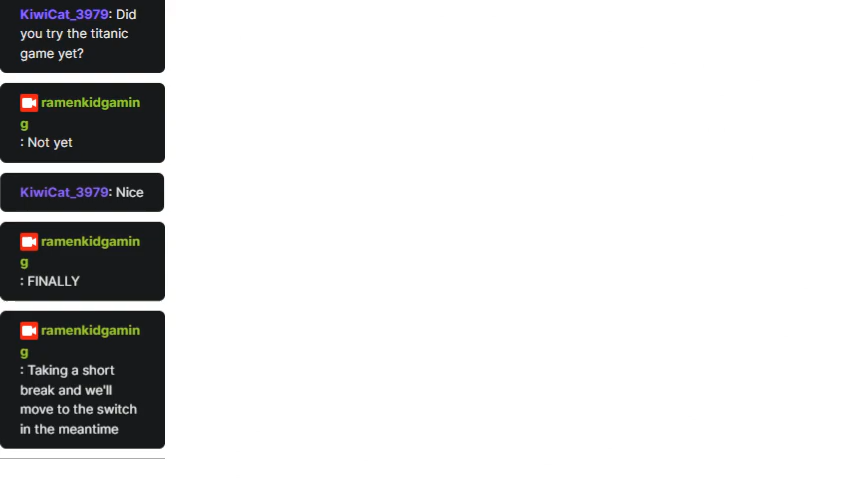 KiwiCat_3979: Did
you try the titanic
game yet?
ramenkidgamin
g
: Not yet
KiwiCat_3979: Nice
ramenkidgamin
g
: FINALLY
ramenkidgamin
g
: Taking a short
break and we'll
move to the switch
in the meantime